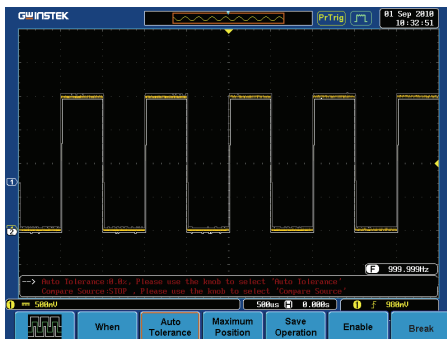 GWINSTEK
PrTrig
01 Sep 2010
10:32:51
1
2
F 999.999Hz
--> Auto Tolerance:0.0%, Please use the knob to select 'Auto Tolerance'
Compare Source:STOP , Please use the knob to select 'Compare Source'
1 500mV
500us H 0.000s
1 f 980mV
When
Auto Tolerance
Maximum Position
Save Operation
Enable
Break